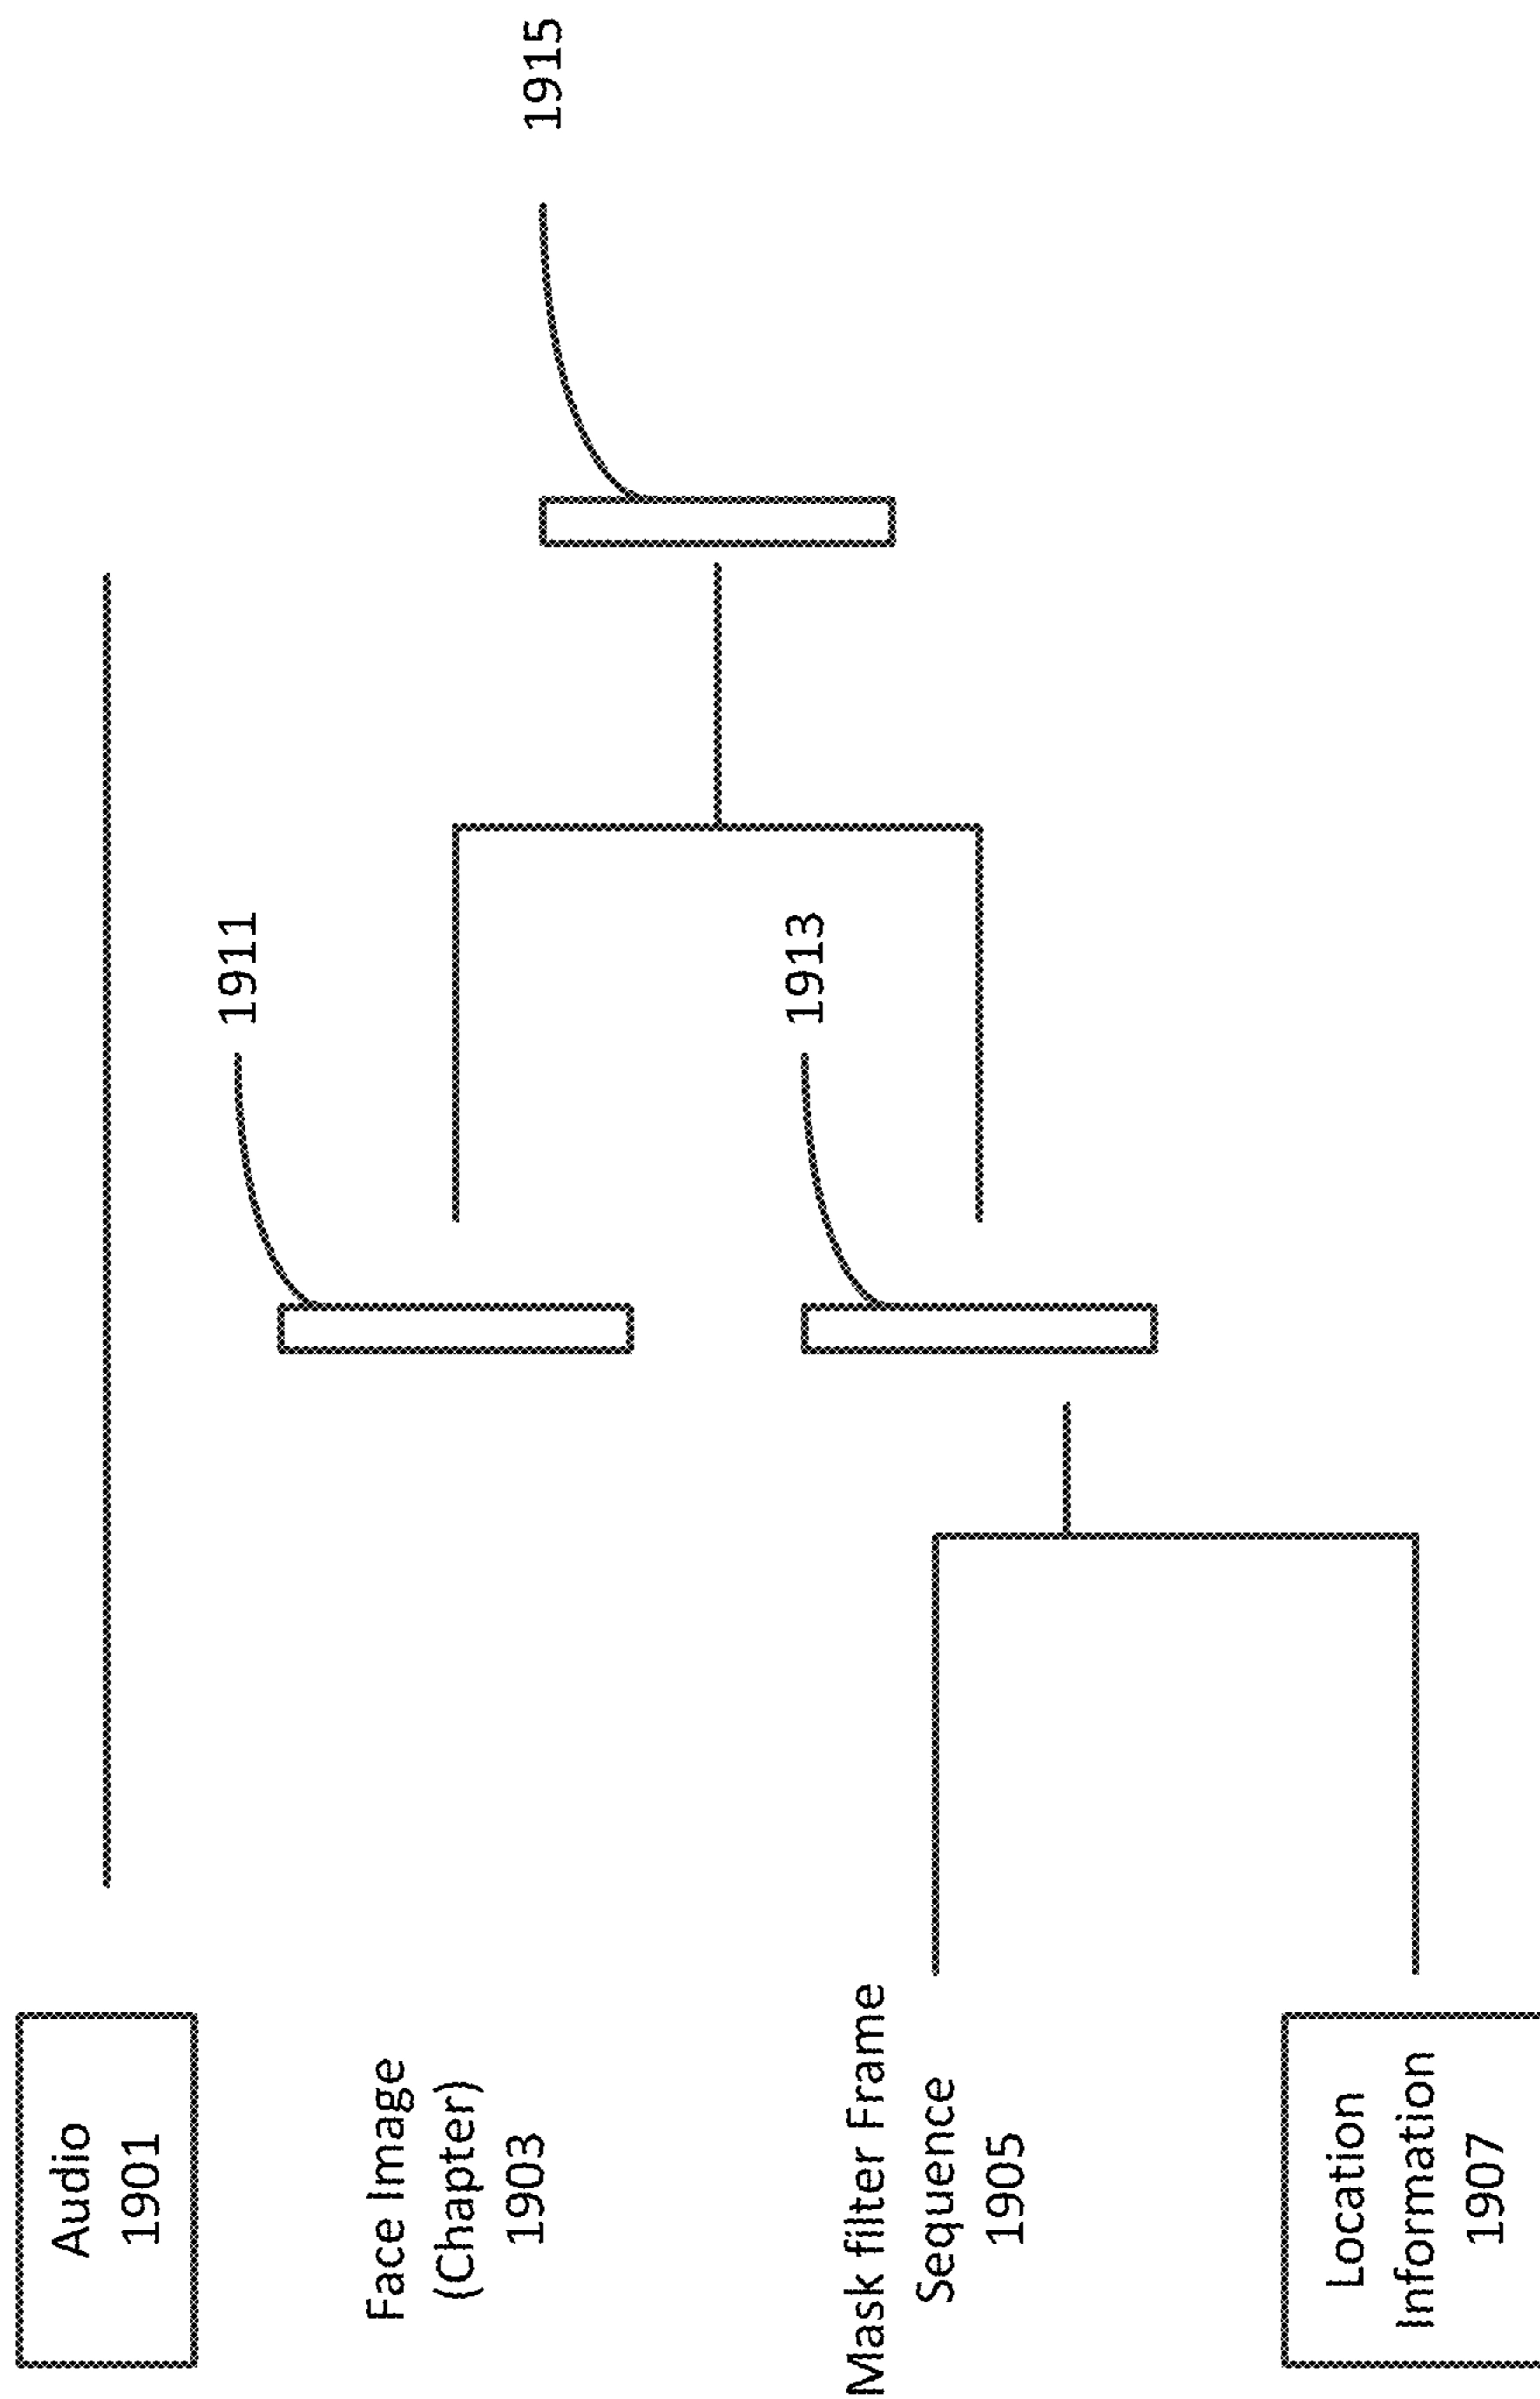 Audio
1901
Face Image
(Chapter)
1903
Mask filter Frame
Sequence
1905
Location
Information
1907
1911
1913
1915